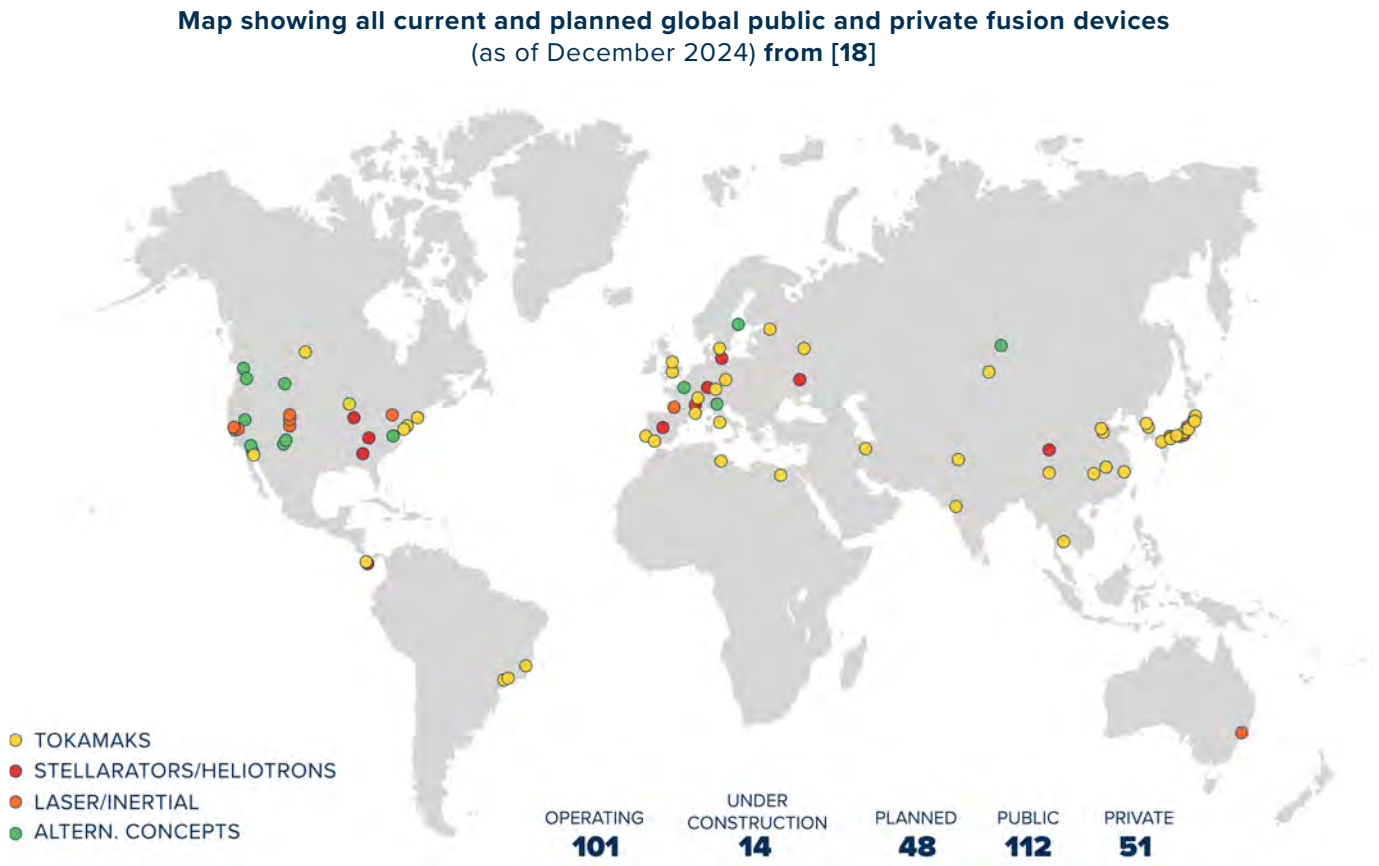 Map showing all current and planned global public and private fusion devices
(as of December 2024) from [18]
TOKAMAKS
STELLARATORS/HELIOTRONS
LASER/INERTIAL
ALTERN. CONCEPTS
OPERATING
101
UNDER
CONSTRUCTION
14
PLANNED
48
PUBLIC
112
PRIVATE
51